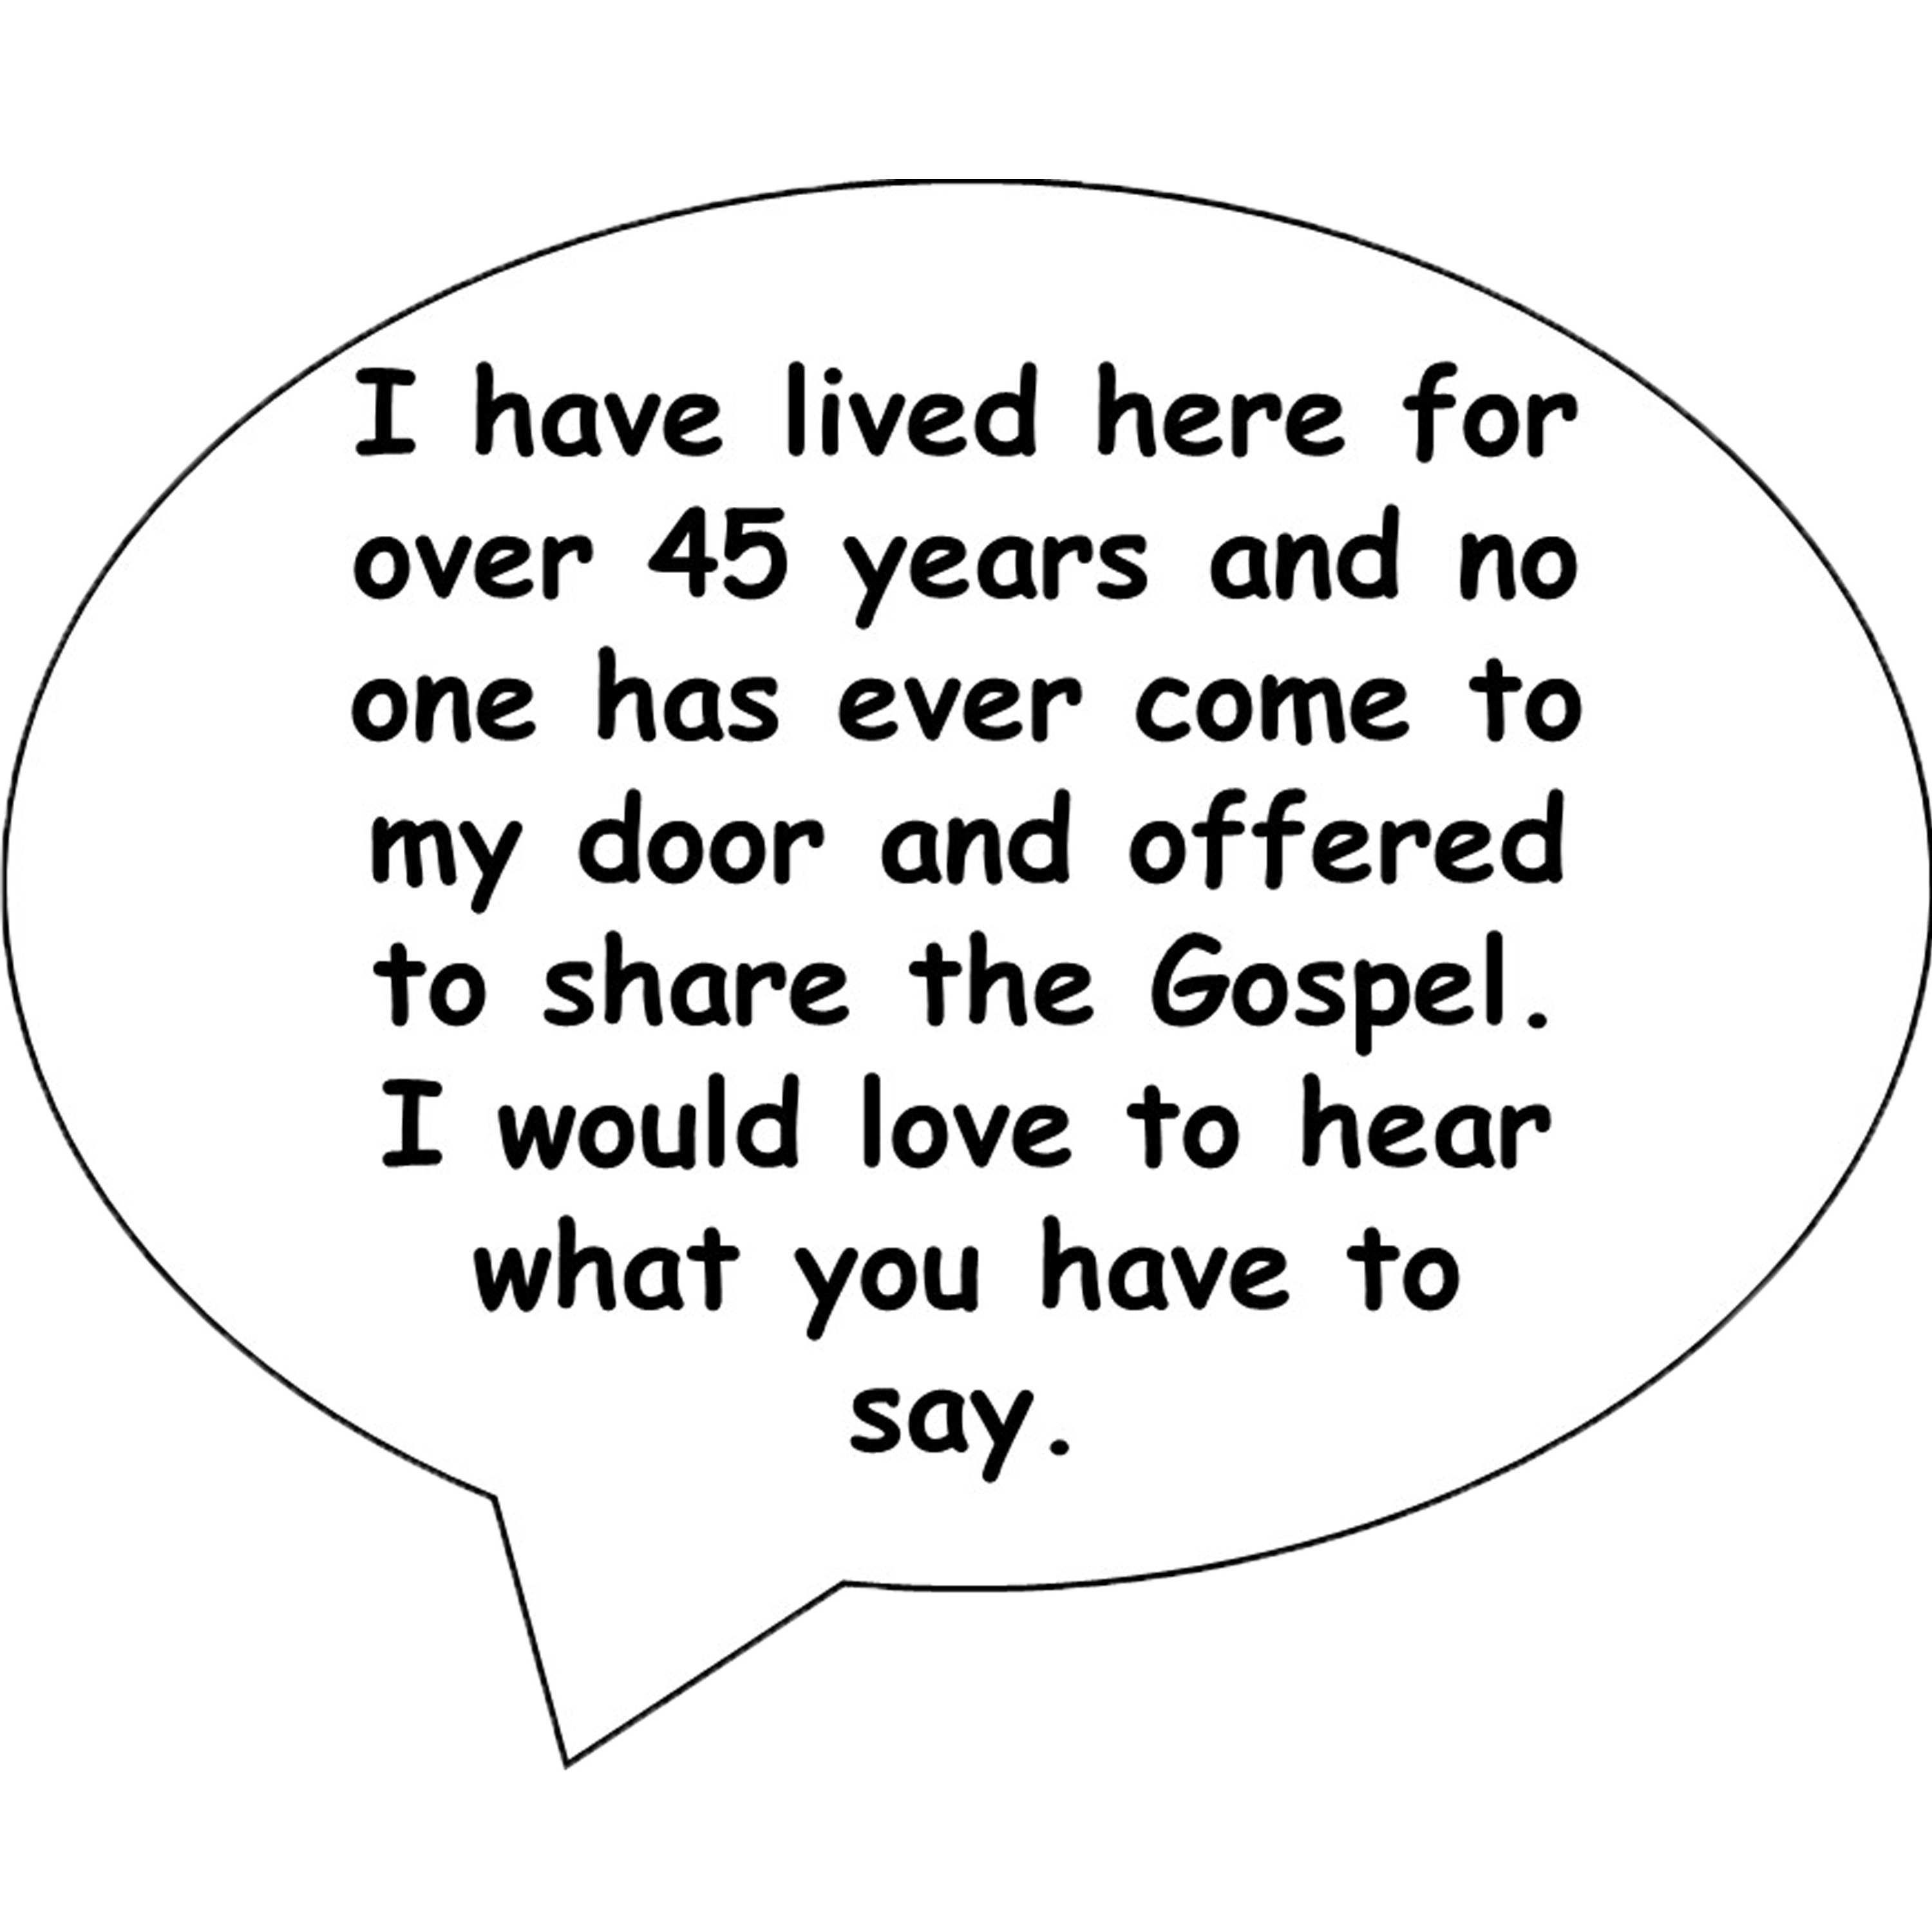 I have lived here for
over 45 years and no
one has ever come to
my door and offered
to share the Gospel.
I would love to hear
what you have to
say.